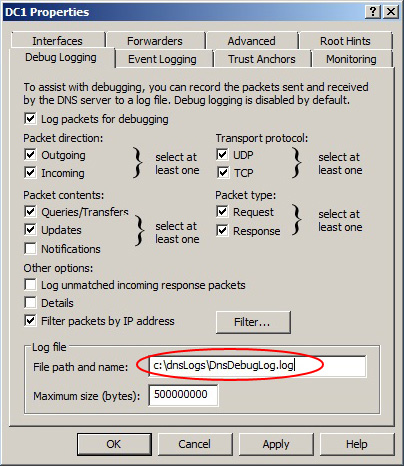 DC1 Properties
Interfaces Forwarders Advanced Root Hints
Debug Logging Event Logging Trust Anchors Monitoring
To assist with debugging, you can record the packets sent and received
by the DNS server to a log file. Debug logging is disabled by default.
Log packets for debugging
Packet direction: Transport protocol:
Outgoing select at UDP select at
Incoming least one TCP least one
Packet contents: Packet type:
Queries/Transfers Request select at
Updates select at Response least one
Notifications least one
Other options:
Log unmatched incoming response packets
Details
Filter packets by IP address Filter...
Log file
File path and name: c:\dnsLogs\DnsDebugLog.log
Maximum size (bytes): 500000000
OK Cancel Apply Help